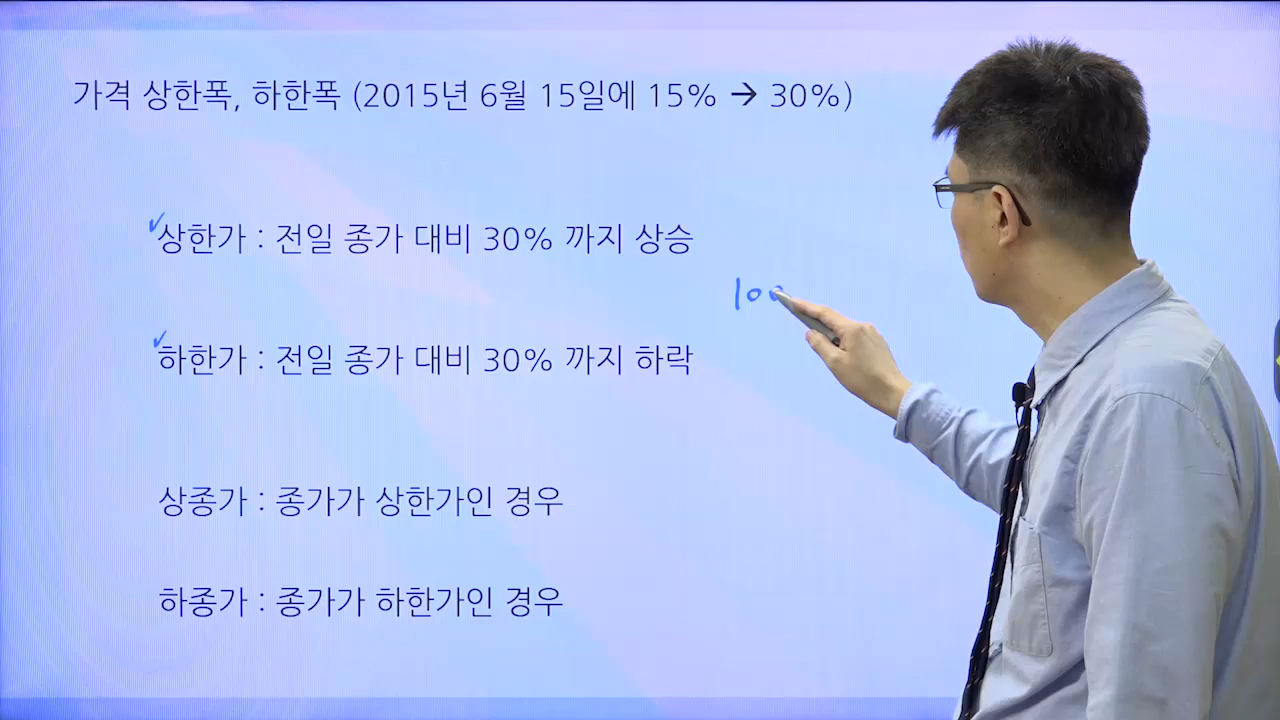 가격 상한폭, 하한폭 (2015년 6월 15일에 15% → 30%)
상한가 : 전일 종가 대비 30% 까지 상승
100
하한가 : 전일 종가 대비 30% 까지 하락
상종가 : 종가가 상한가인 경우
하종가 : 종가가 하한가인 경우